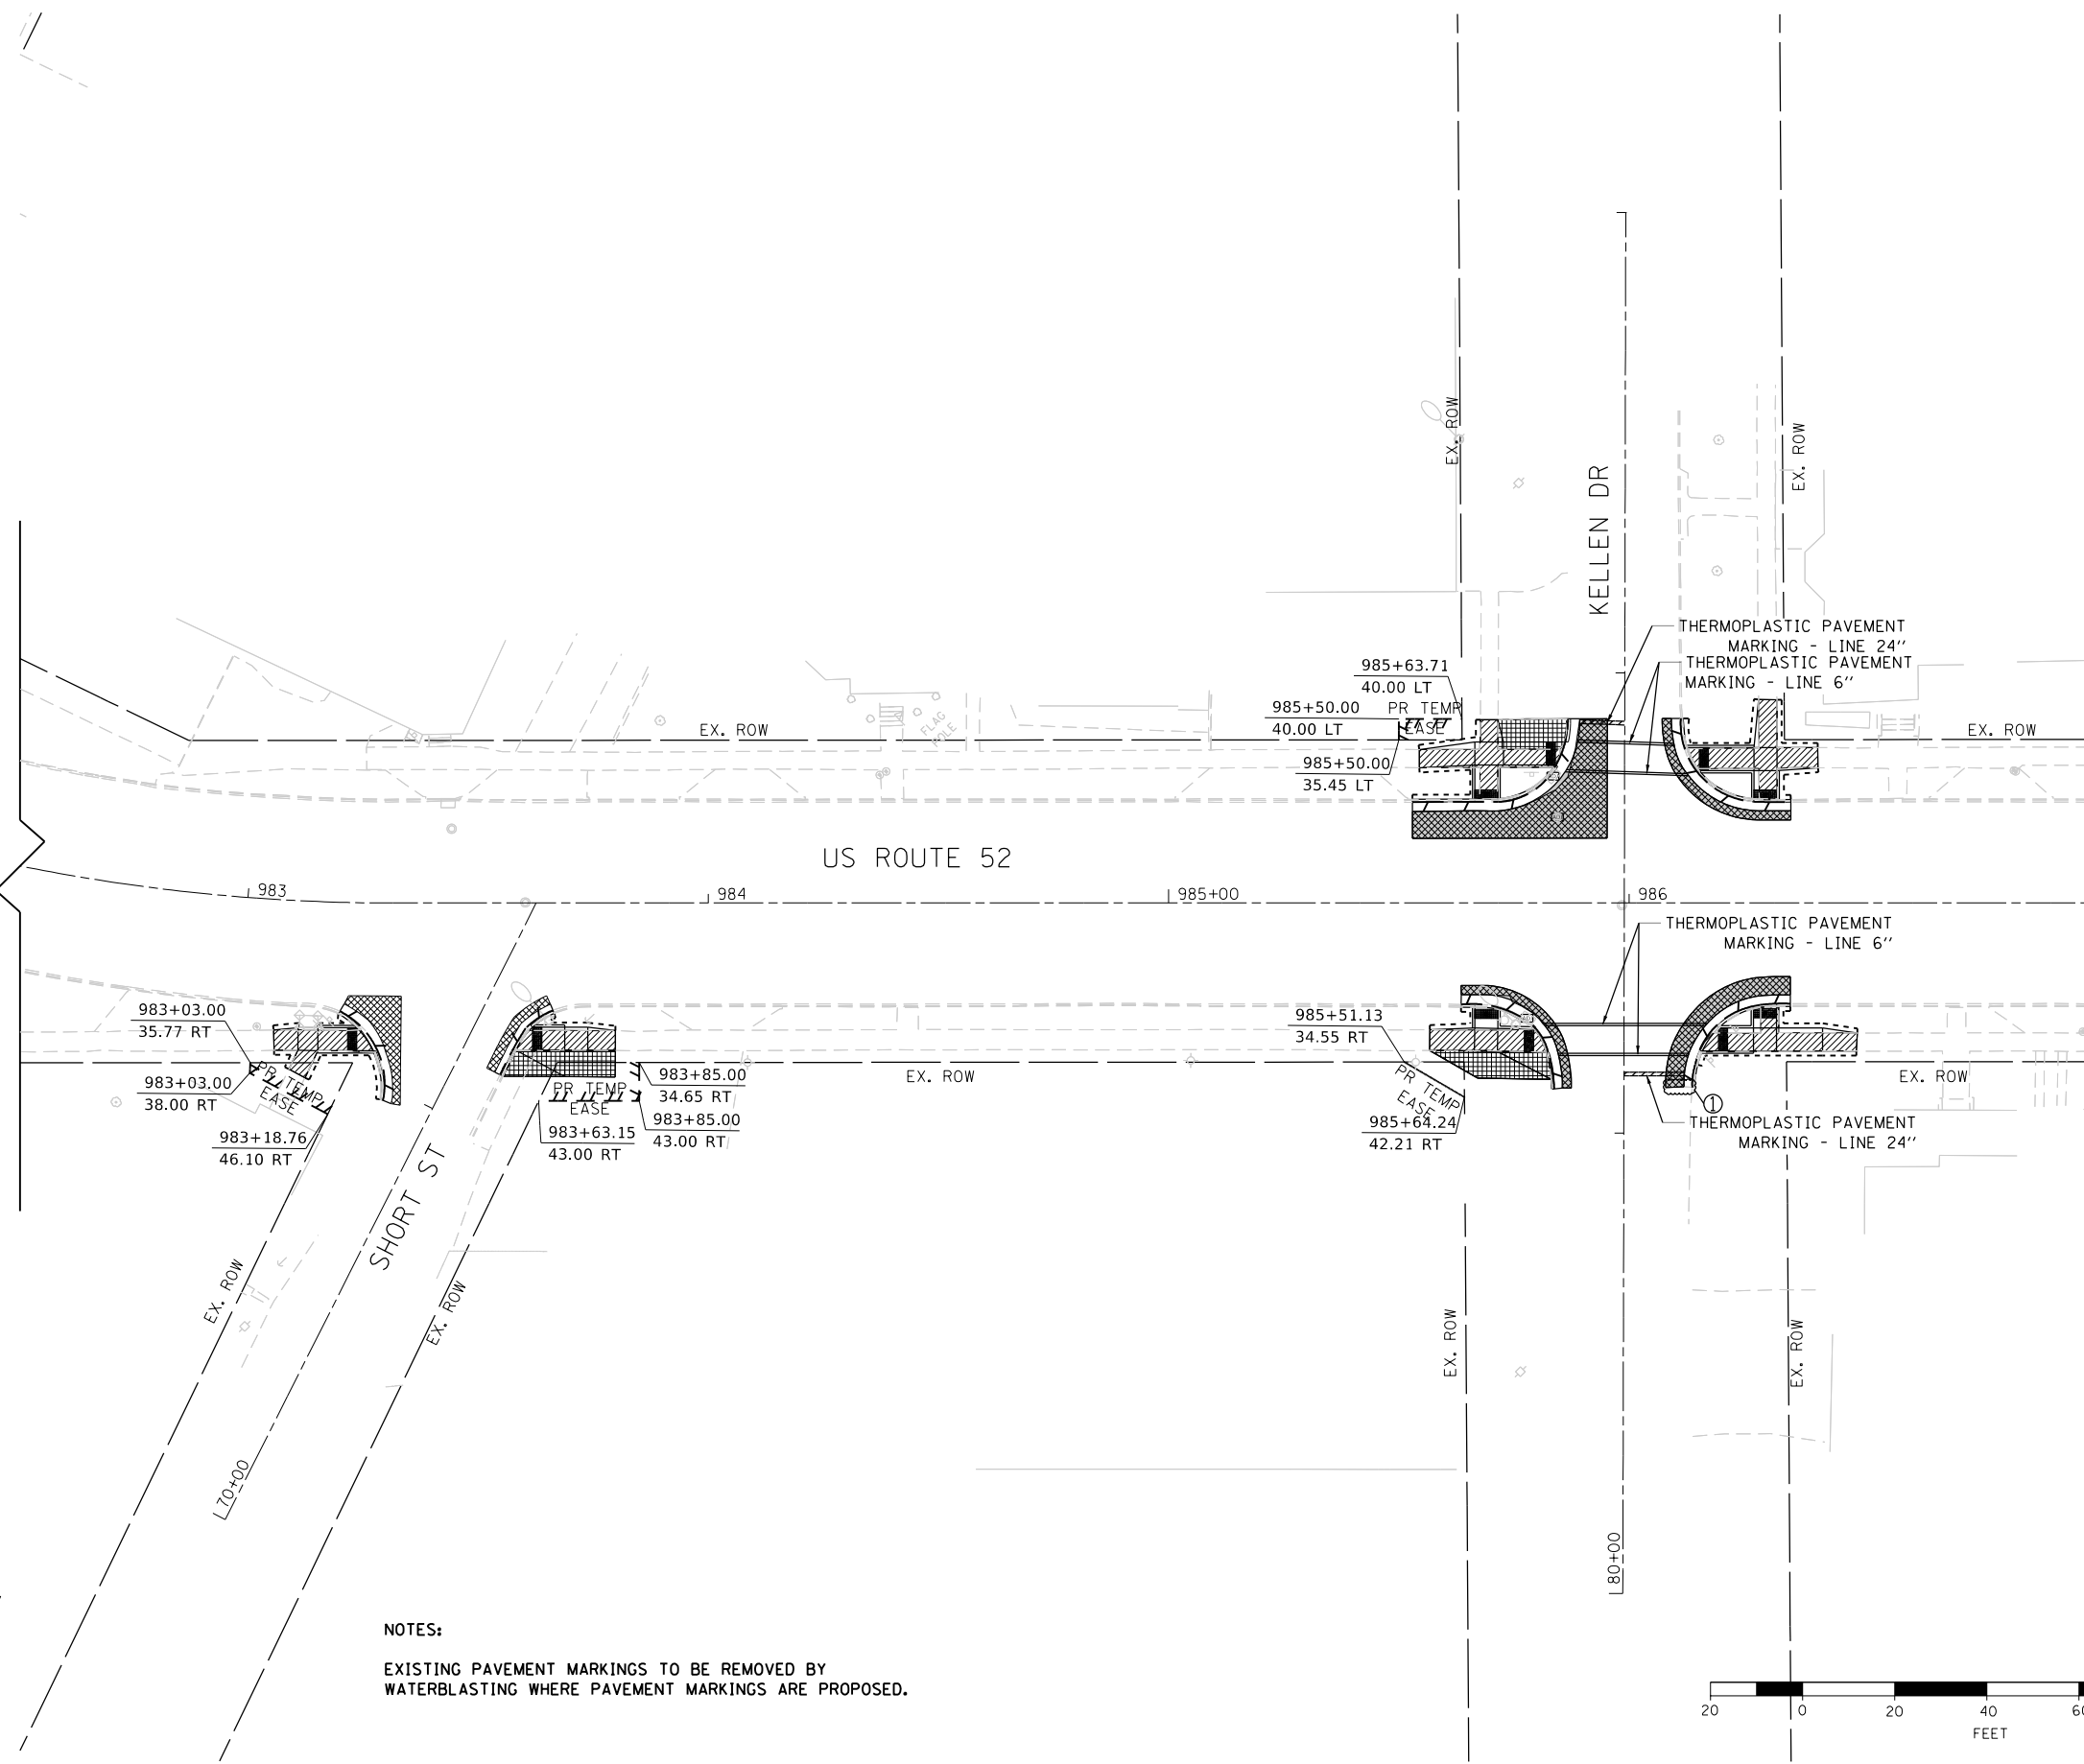 EX. ROW
EX. ROW
KELLEN DR
THERMOPLASTIC PAVEMENT
MARKING - LINE 24''
THERMOPLASTIC PAVEMENT
MARKING - LINE 6''
985+63.71
40.00 LT
PR TEMP
EASE
985+50.00
40.00 LT
985+50.00
35.45 LT
FLAG
POLE
EX. ROW
EX. ROW
US ROUTE 52
983
984
985+00
986
THERMOPLASTIC PAVEMENT
MARKING - LINE 6''
983+03.00
35.77 RT
983+03.00
38.00 RT
PR TEMP
EASE
983+18.76
46.10 RT
PR TEMP
EASE
983+85.00
34.65 RT
983+85.00
43.00 RT
983+63.15
43.00 RT
EX. ROW
985+51.13
34.55 RT
PR TEMP
EASE
985+64.24
42.21 RT
EX. ROW
1
THERMOPLASTIC PAVEMENT
MARKING - LINE 24''
SHORT ST
EX. ROW
EX. ROW
EX. ROW
EX. ROW
70+00
80+00
NOTES:
EXISTING PAVEMENT MARKINGS TO BE REMOVED BY
WATERBLASTING WHERE PAVEMENT MARKINGS ARE PROPOSED.
20 0 20 40 60
FEET